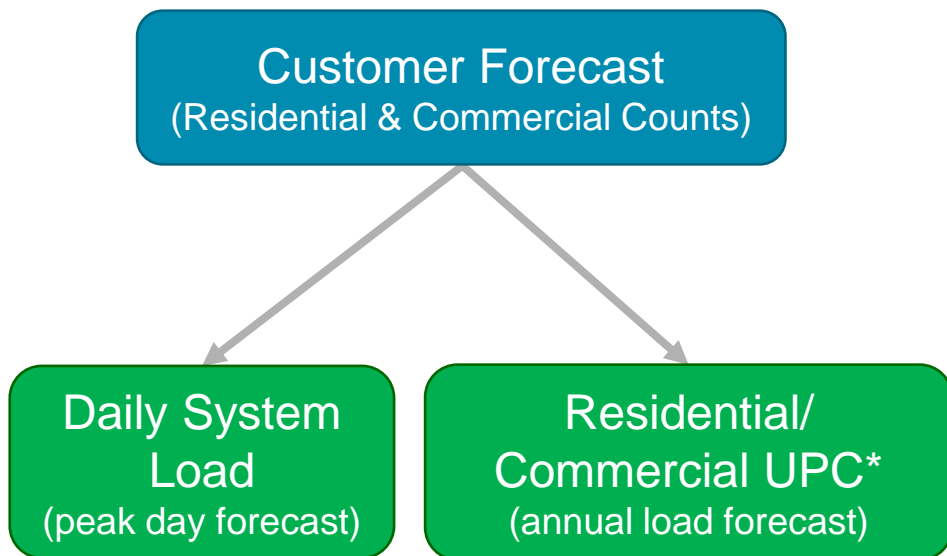 Customer Forecast
(Residential & Commercial Counts)
Daily System
Load
(peak day forecast)
Residential/
Commercial UPC*
(annual load forecast)